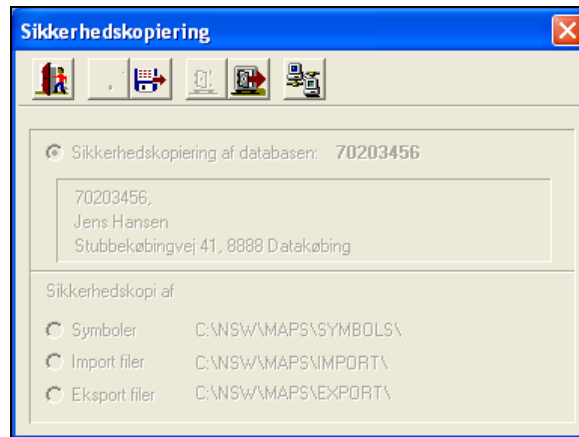 Sikkerhedskopiering
Sikkerhedskopiering af databasen: 70203456
70203456,
Jens Hansen
Stubbekøbingvej 41, 8888 Datakøbing
Sikkerhedskopi af
Symboler C:\NSW\MAPS\SYMBOLS\
Import filer C:\NSW\MAPS\IMPORT\
Eksport filer C:\NSW\MAPS\EXPORT\